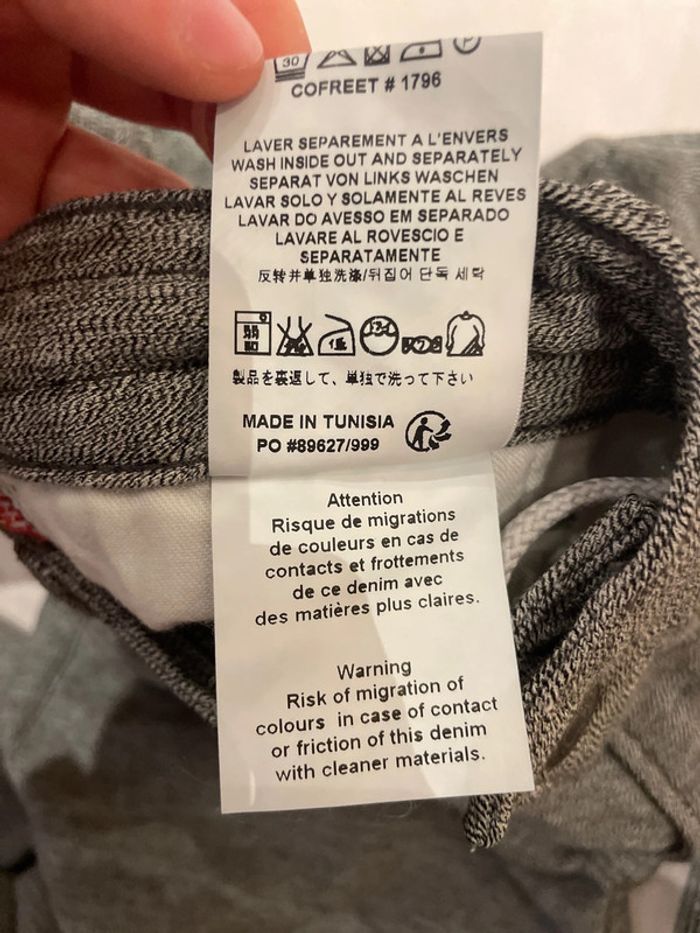 30
P
COFREET # 1796
LAVER SEPAREMENT A L'ENVERS
WASH INSIDE OUT AND SEPARATELY
SEPARAT VON LINKS WASCHEN
LAVAR SOLO Y SOLAMENTE AL REVES
LAVAR DO AVESSO EM SEPARADO
LAVARE AL ROVESCIO E
SEPARATAMENTE
反转并单独洗涤/뒤집어 단독 세탁
製品を裏返して、単独で洗って下さい
MADE IN TUNISIA
PO #89627/999
Attention
Risque de migrations
de couleurs en cas de
contacts et frottements
de ce denim avec
des matières plus claires.
Warning
Risk of migration of
colours in case of contact
or friction of this denim
with cleaner materials.